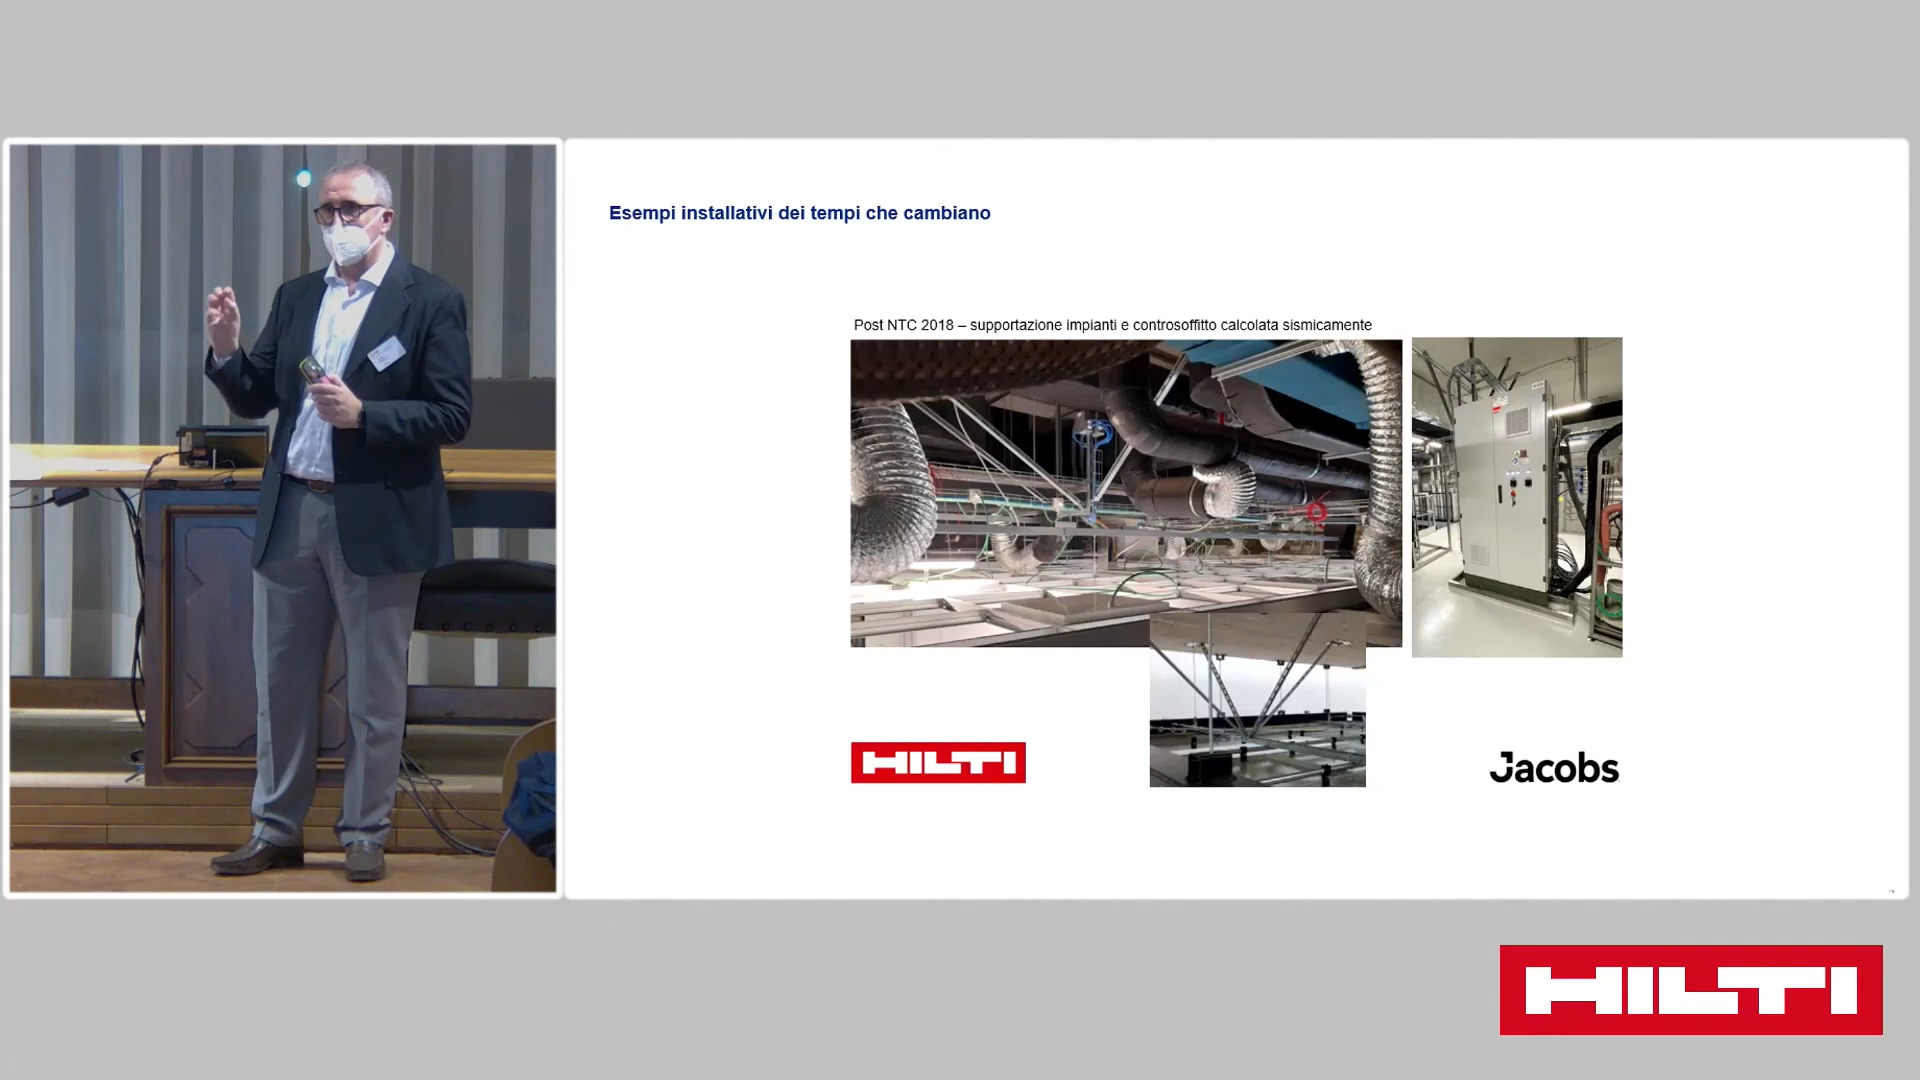 Esempi installativi dei tempi che cambiano
Post NTC 2018 – supportazione impianti e controsoffitto calcolata sismicamente
HILTI
Jacobs
HILTI